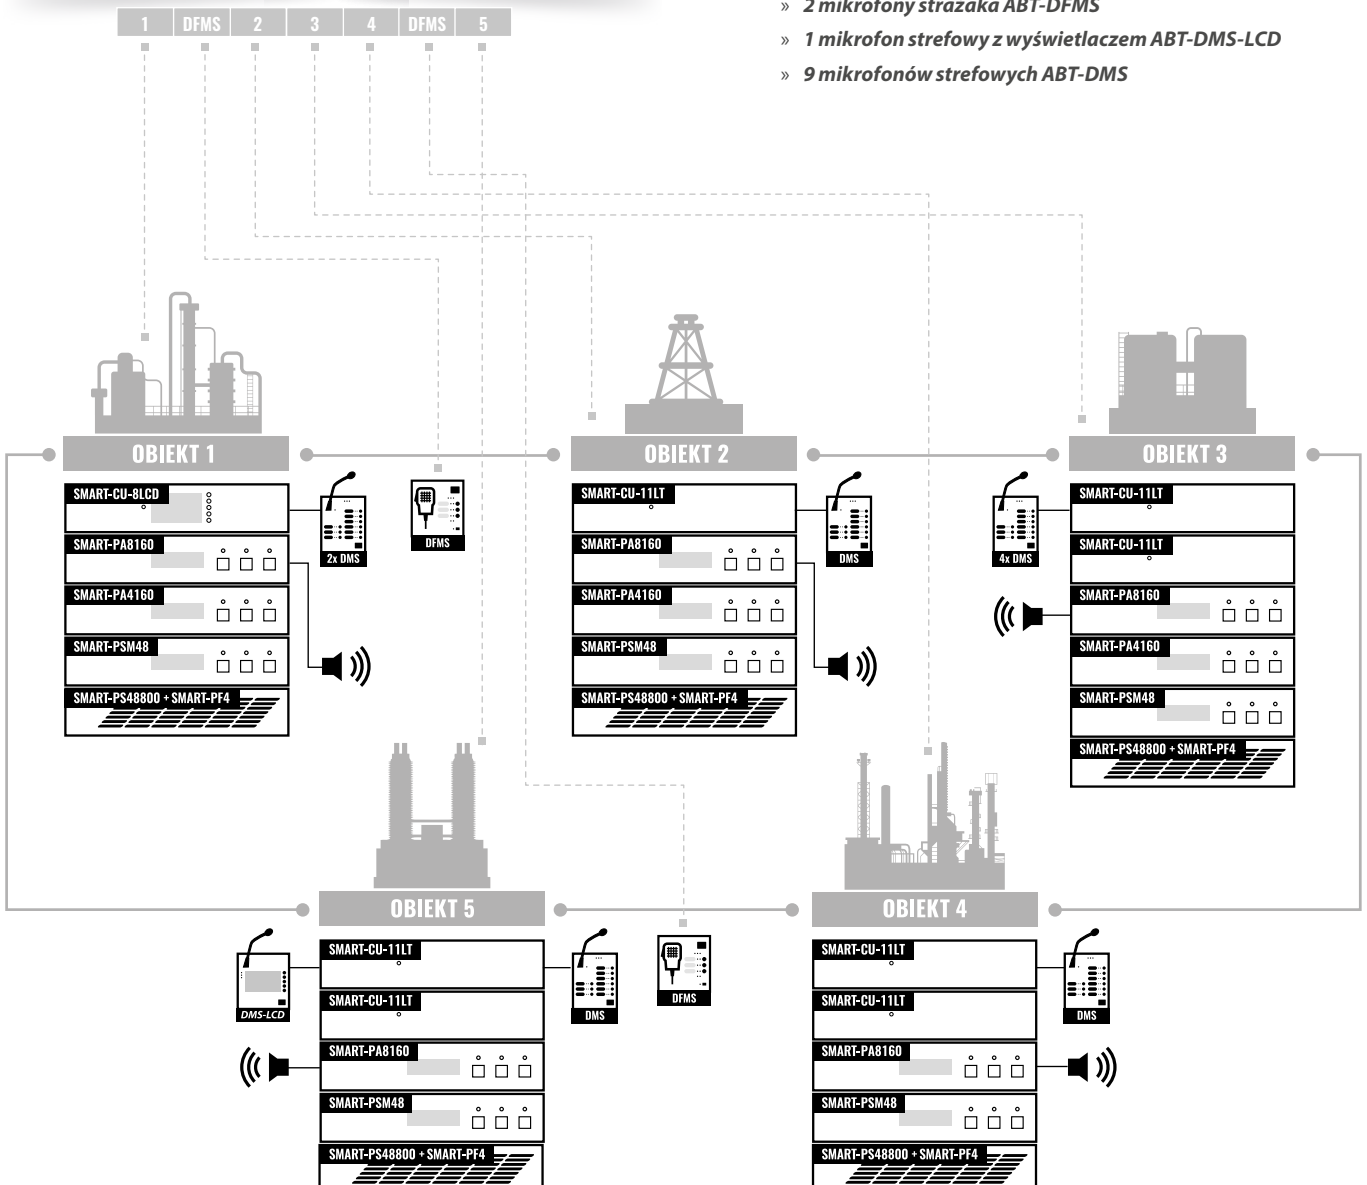 » 2 mikrofony strażaka ABT-DFMS
» 1 mikrofon strefowy z wyświetlaczem ABT-DMS-LCD
» 9 mikrofonów strefowych ABT-DMS
1 DFMS 2 3 4 DFMS 5
OBIEKT 1
SMART-CU-8LCD
SMART-PA8160
SMART-PA4160
SMART-PSM48
SMART-PS48800 + SMART-PF4
2x DMS
DFMS
OBIEKT 2
SMART-CU-11LT
SMART-PA8160
SMART-PA4160
SMART-PSM48
SMART-PS48800 + SMART-PF4
DMS
OBIEKT 3
4x DMS
SMART-CU-11LT
SMART-CU-11LT
SMART-PA8160
SMART-PA4160
SMART-PSM48
SMART-PS48800 + SMART-PF4
OBIEKT 5
DMS-LCD
SMART-CU-11LT
SMART-CU-11LT
SMART-PA8160
SMART-PSM48
SMART-PS48800 + SMART-PF4
DMS
DFMS
OBIEKT 4
SMART-CU-11LT
SMART-CU-11LT
SMART-PA8160
SMART-PSM48
SMART-PS48800 + SMART-PF4
DMS